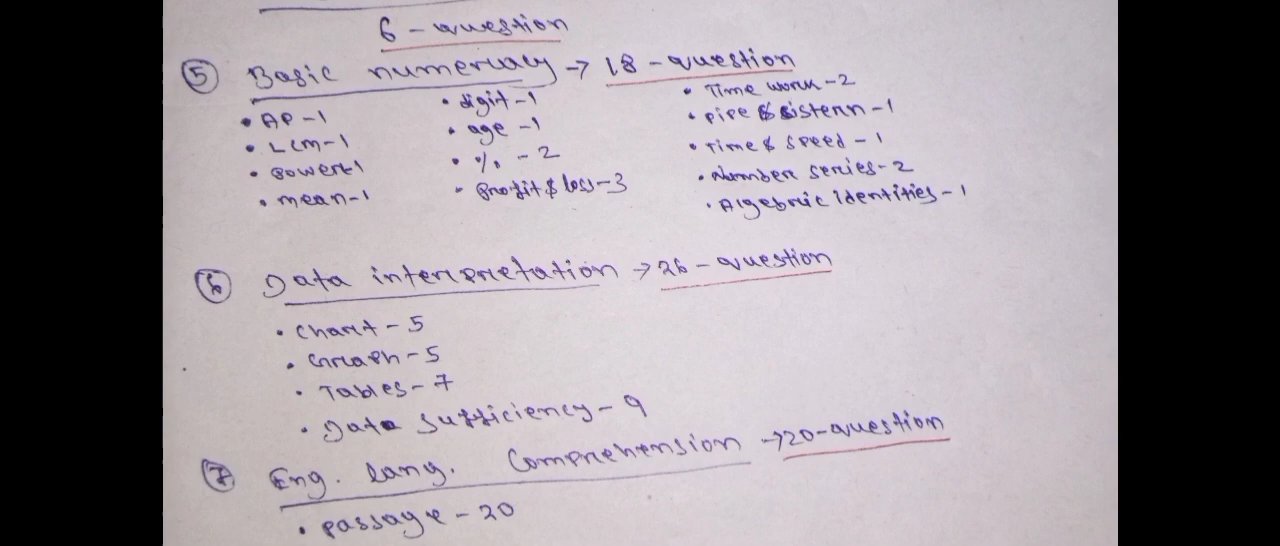 6 - question
⑤ Basic numeracy → 18 - question
• AP - 1
• LCM - 1
• Power - 1
• mean - 1
• digit - 1
• age - 1
• % - 2
• Profit & loss - 3
• Time work - 2
• Pipe & sistern - 1
• Time & speed - 1
• Number series - 2
• Algebric identities - 1
⑥ Data interpretation → 26 - question
• Chart - 5
• Graph - 5
• Tables - 7
• Data sufficiency - 9
⑦ Eng. lang. Comprehension → 20 - question
• passage - 20